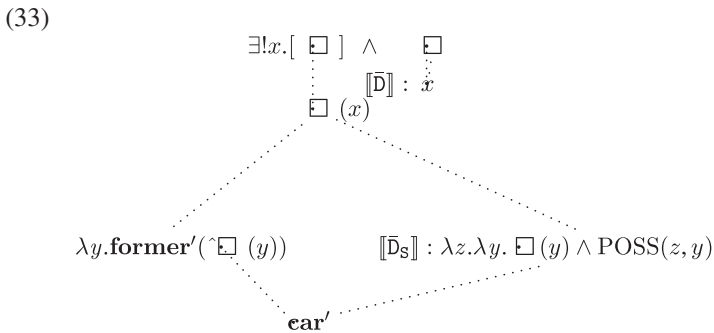 (33)
∃!x.[ ⊡ ] ∧ ⊡
⟦D̄⟧ : x
⊡ (x)
λy.former′(ˆ⊡ (y)) ⟦D̄ₛ⟧ : λz.λy. ⊡(y) ∧ POSS(z, y)
car′